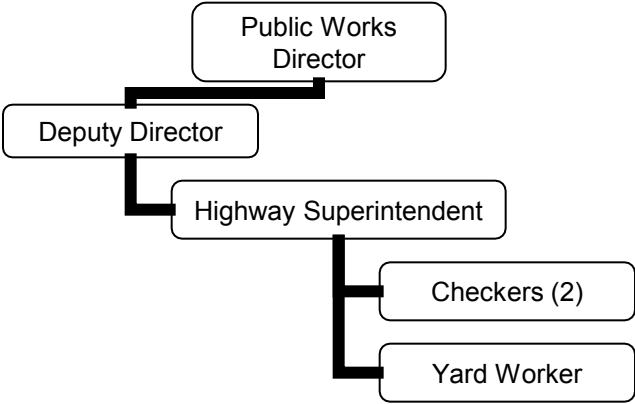 Public Works
Director
Deputy Director
Highway Superintendent
Checkers (2)
Yard Worker